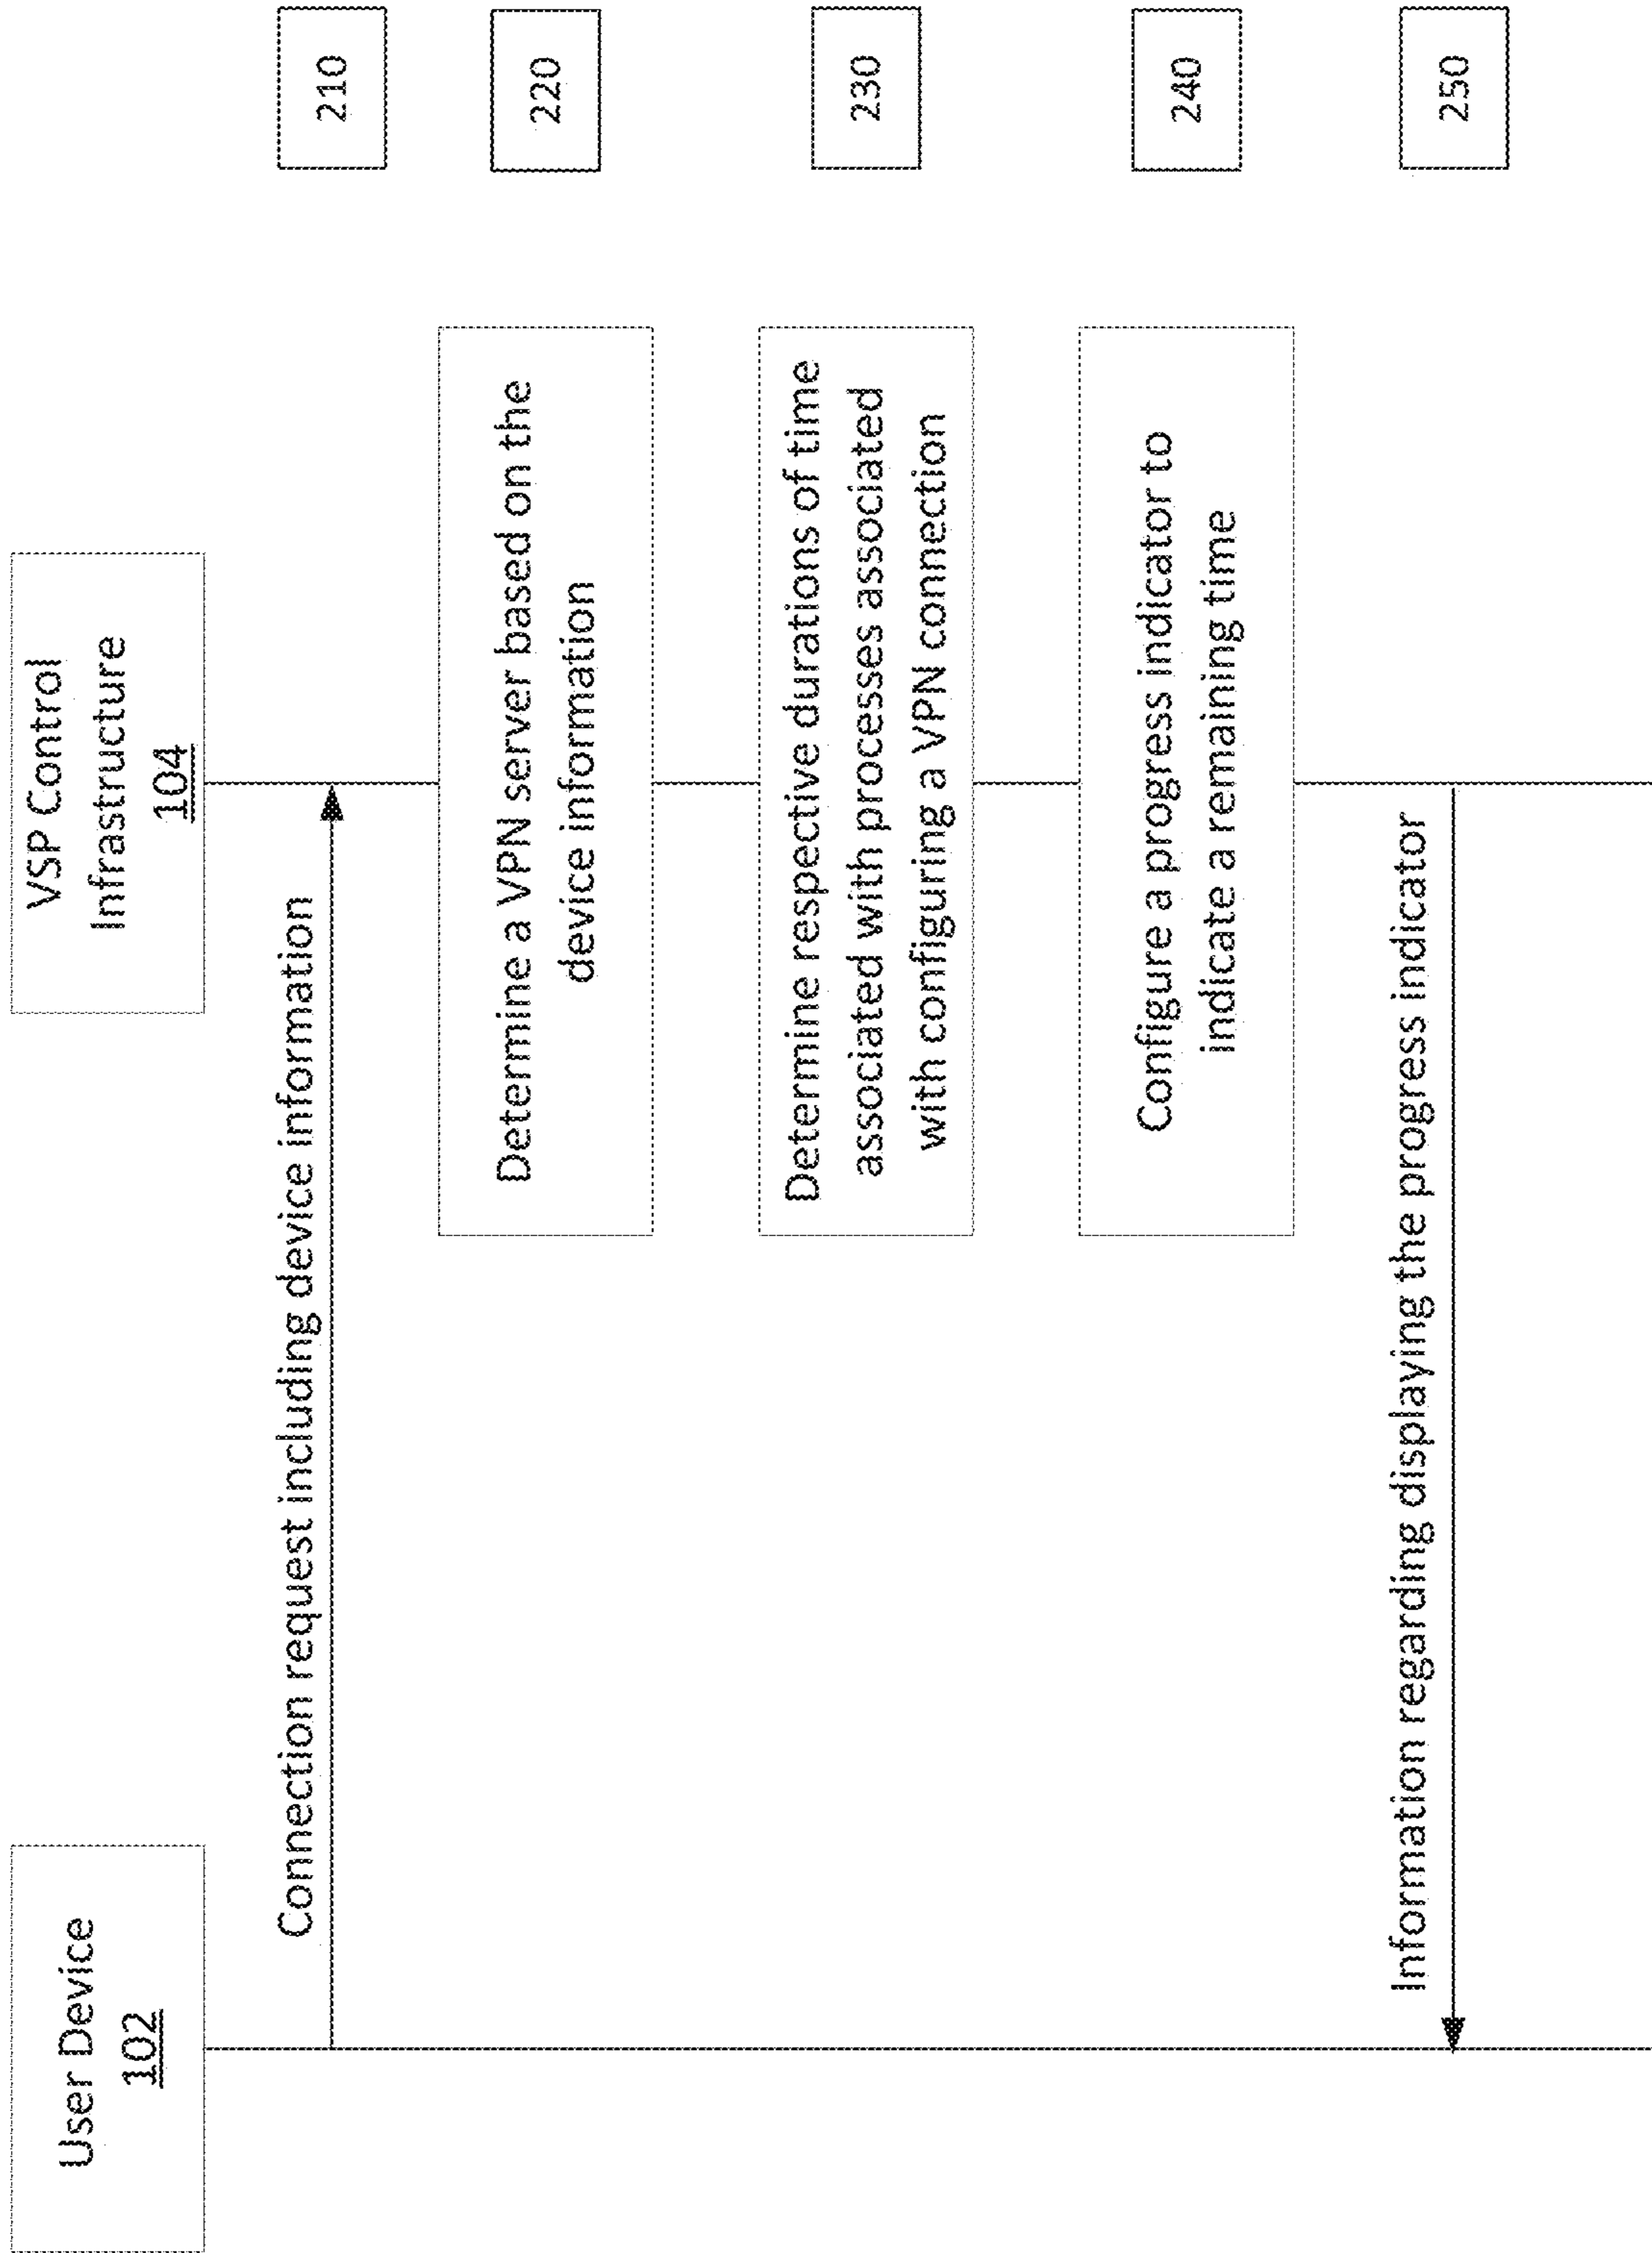 User Device
102
VSP Control
Infrastructure
104
Connection request including device information
210
Determine a VPN server based on the
device information
220
Determine respective durations of time
associated with processes associated
with configuring a VPN connection
230
Configure a progress indicator to
indicate a remaining time
240
Information regarding displaying the progress indicator
250